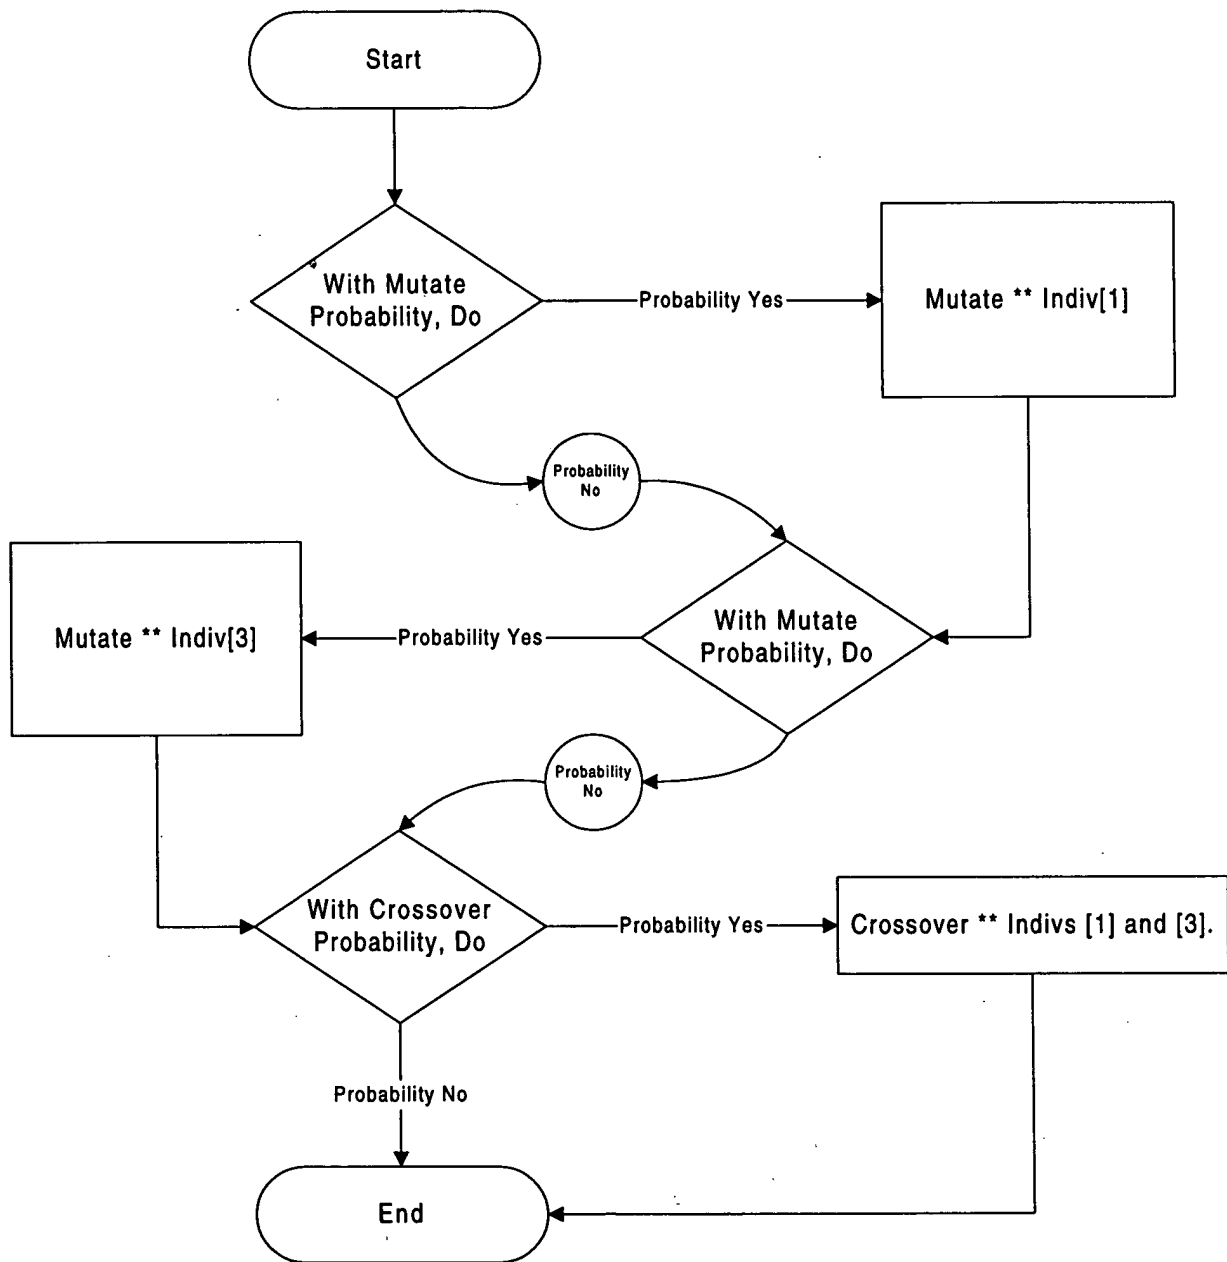 Start
With Mutate
Probability, Do
Probability Yes
Mutate ** Indiv[1]
Probability
No
Mutate ** Indiv[3]
Probability Yes
With Mutate
Probability, Do
Probability
No
With Crossover
Probability, Do
Probability Yes
Crossover ** Indivs [1] and [3].
Probability No
End